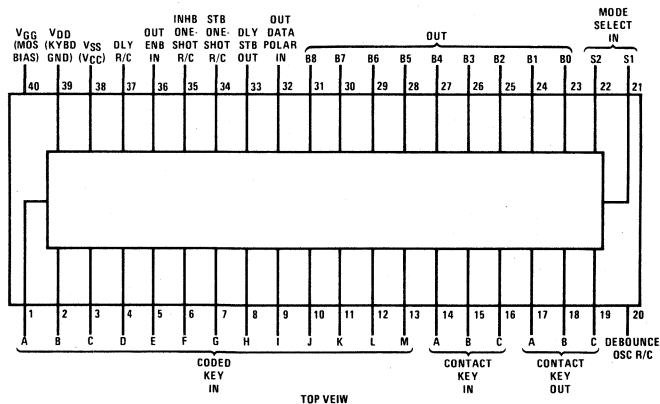 VGG
(MOS
BIAS)
VDD
(KYBD
GND)
VSS
(VCC)
DLY
R/C
OUT
ENB
IN
INHB
ONE-
SHOT
R/C
STB
ONE-
SHOT
R/C
DLY
STB
OUT
OUT
DATA
POLAR
IN
OUT
B8 B7 B6 B5 B4 B3 B2 B1 B0
MODE
SELECT
IN
S2 S1
40 39 38 37 36 35 34 33 32 31 30 29 28 27 26 25 24 23 22 21
1 2 3 4 5 6 7 8 9 10 11 12 13 14 15 16 17 18 19 20
A B C D E F G H I J K L M
CODED
KEY
IN
A B C
CONTACT
KEY
IN
A B C
CONTACT
KEY
OUT
DEBOUNCE
OSC R/C
TOP VEIW